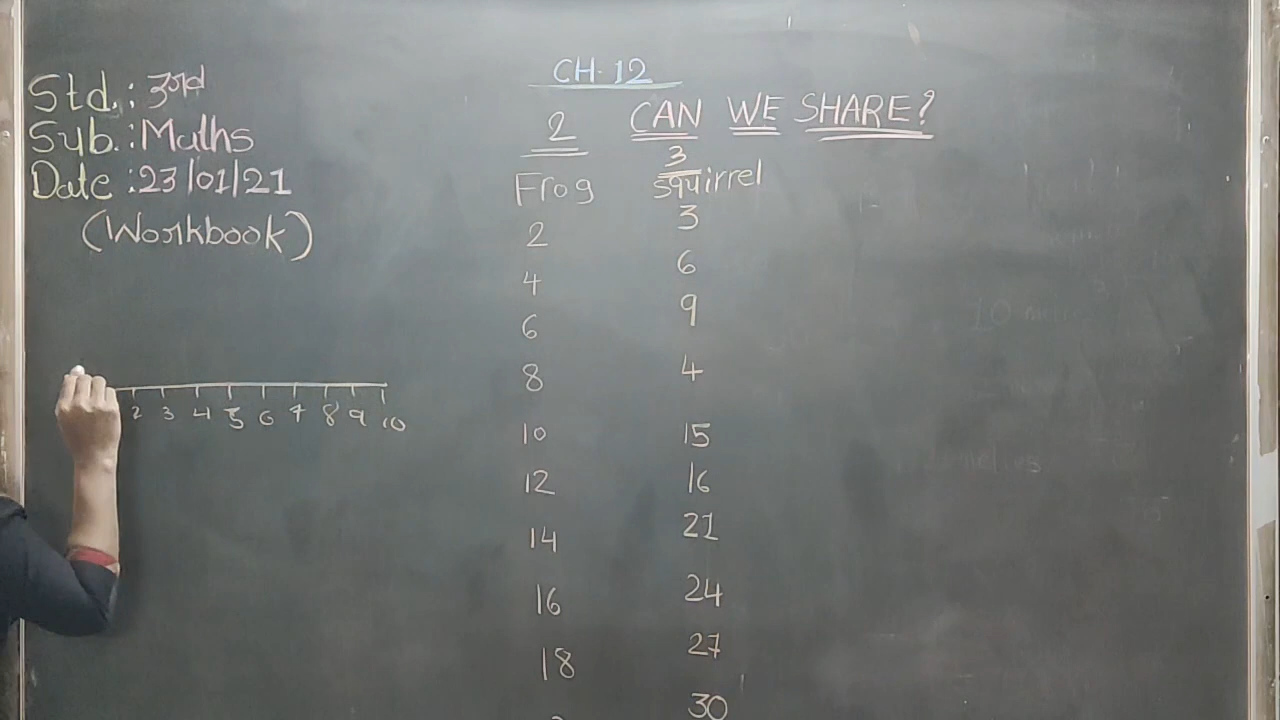 CH. 12
Std.: 3rd
2 CAN WE SHARE?
Sub.: Maths
3
Date : 23/01/21
Frog Squirrel
(Workbook)
2 3
4 6
6 9
8 4
2 3 4 5 6 7 8 9 10
10 15
12 16
14 21
16 24
18 27
30